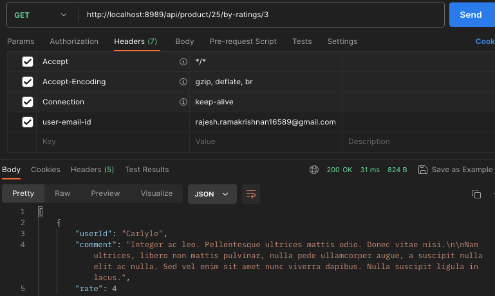 GET http://localhost:8989/api/product/25/by-ratings/3 Send
Params Authorization Headers (7) Body Pre-request Script Tests Settings Cook
Accept */*
Accept-Encoding gzip, deflate, br
Connection keep-alive
user-email-id rajesh.ramakrishnan16589@gmail.com
Key Value Description
Body Cookies Headers (5) Test Results 200 OK 31 ms 824 B Save as Example
Pretty Raw Preview Visualize JSON
1 [
2 {
3 "userId": "Carlyle",
4 "comment": "Integer ac leo. Pellentesque ultrices mattis odio. Donec vitae nisi.\n\nNam
ultrices, libero non mattis pulvinar, nulla pede ullamcorper augue, a suscipit nulla
elit ac nulla. Sed vel enim sit amet nunc viverra dapibus. Nulla suscipit ligula in
lacus.",
5 "rate": 4